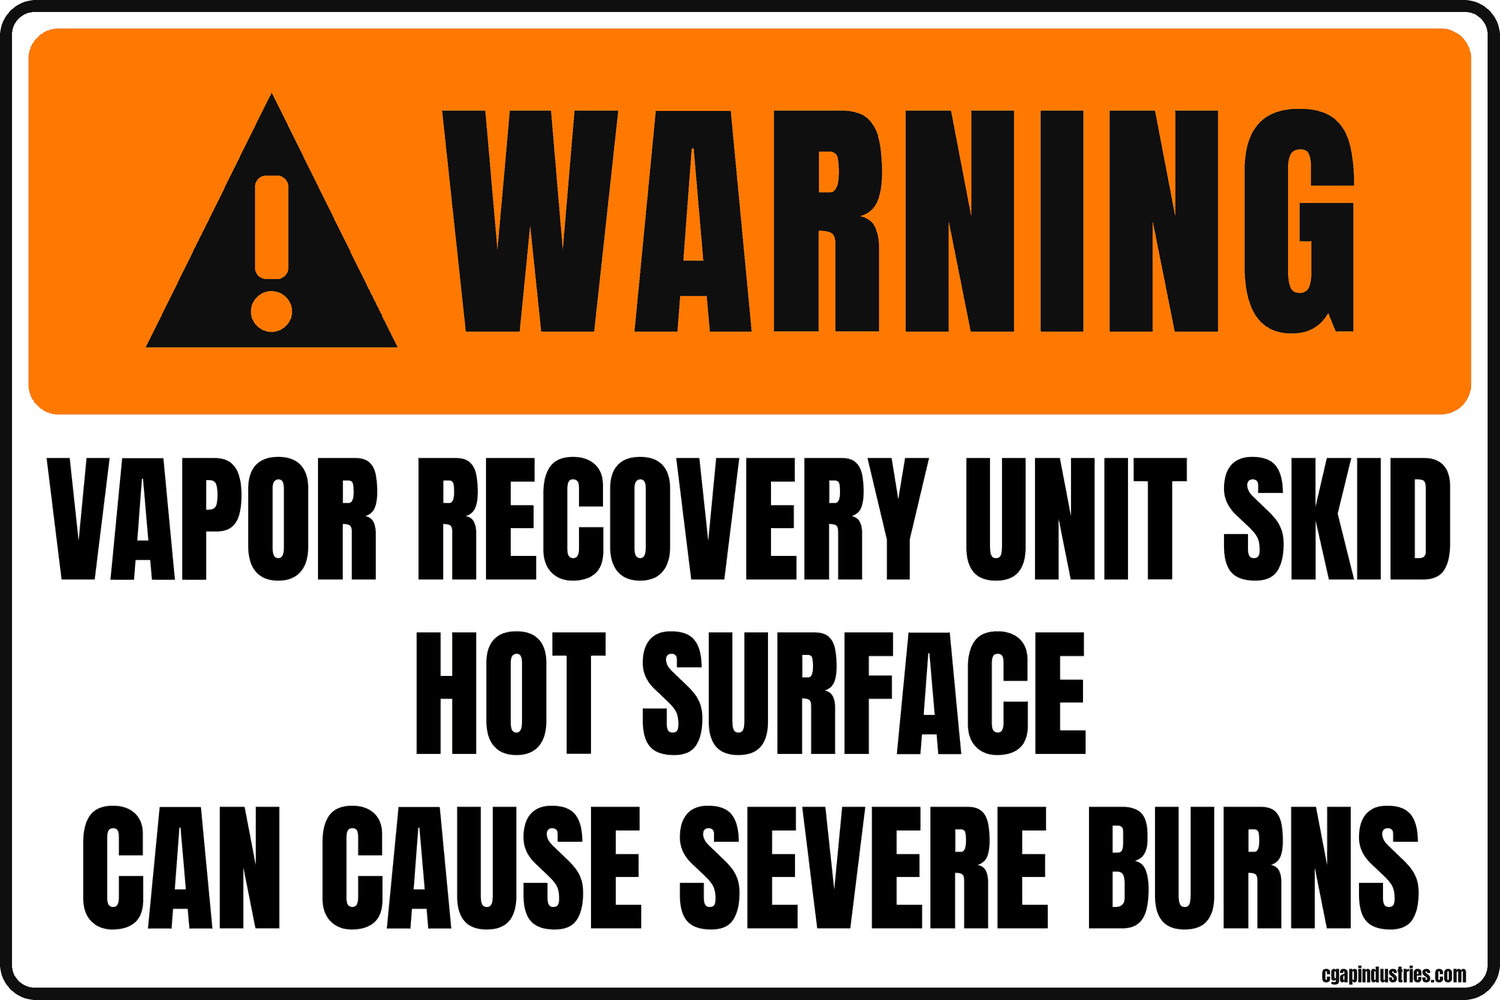 WARNING
VAPOR RECOVERY UNIT SKID
HOT SURFACE
CAN CAUSE SEVERE BURNS
cgapindustries.com